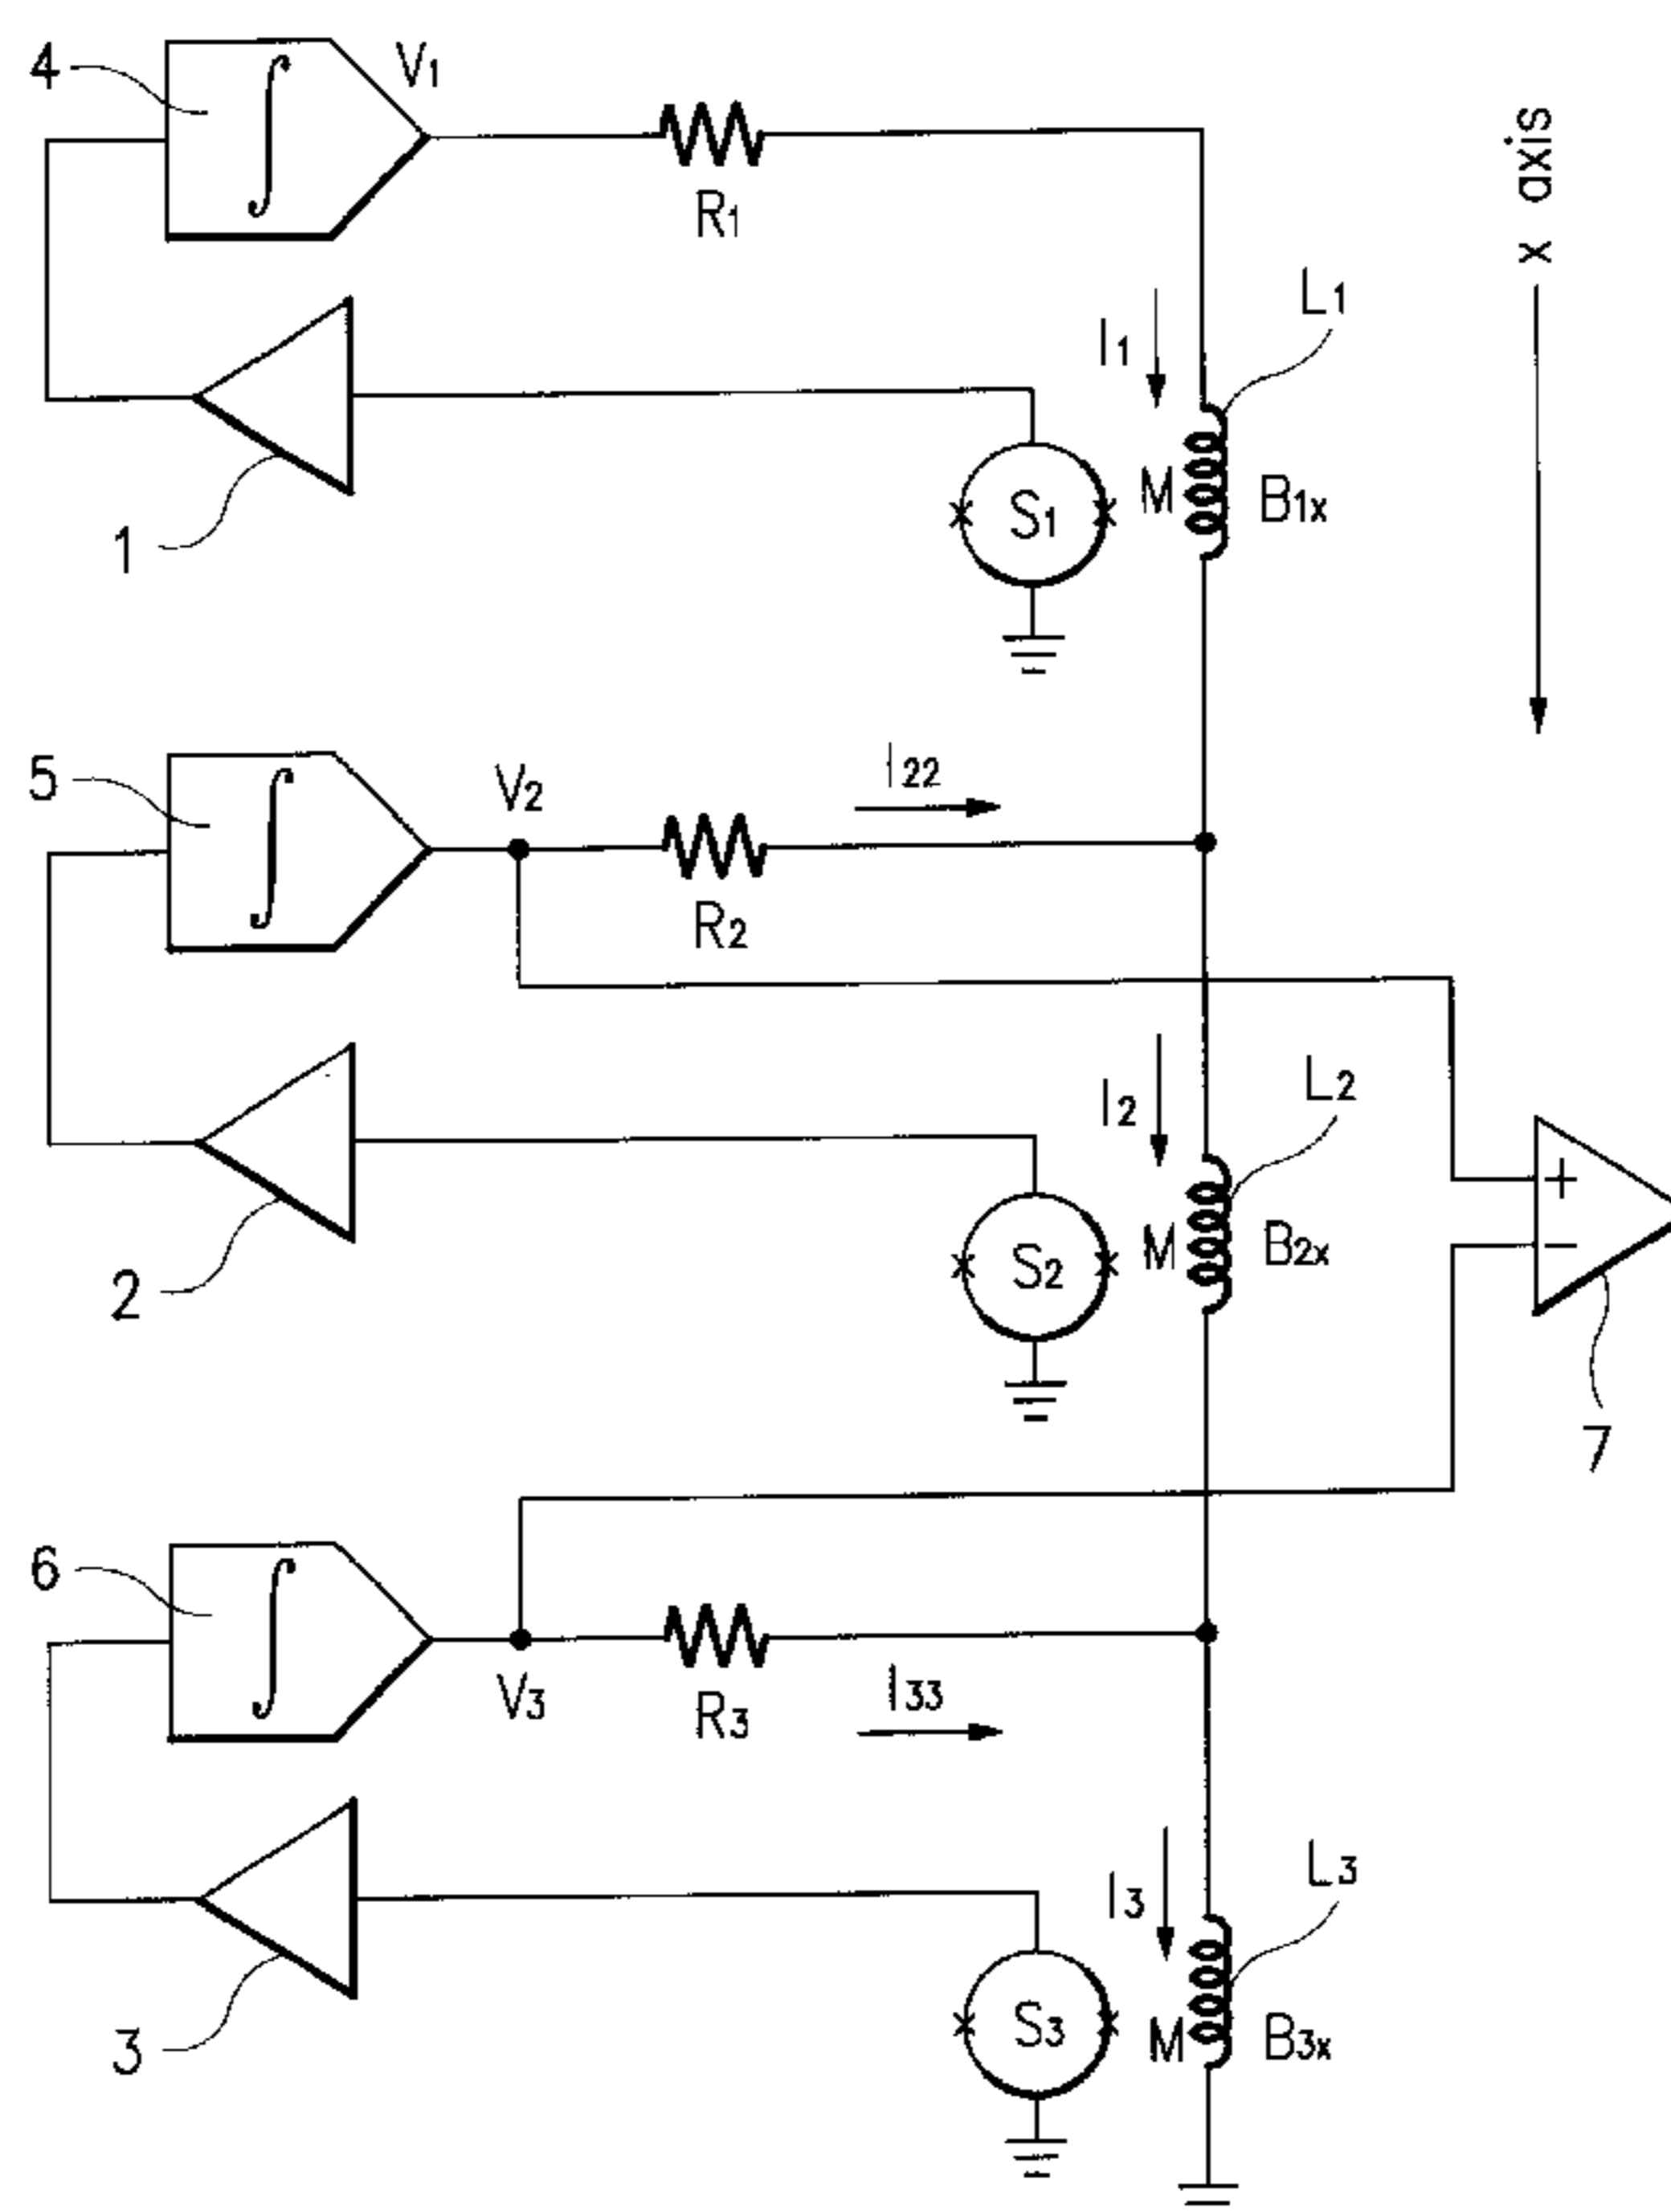 4
∫
V1
R1
x axis
L1
I1
1
S1
M
B1x
5
∫
V2
I22
R2
I2
L2
2
S2
M
B2x
+
−
7
6
∫
V3
R3
I33
I3
L3
3
S3
M
B3x